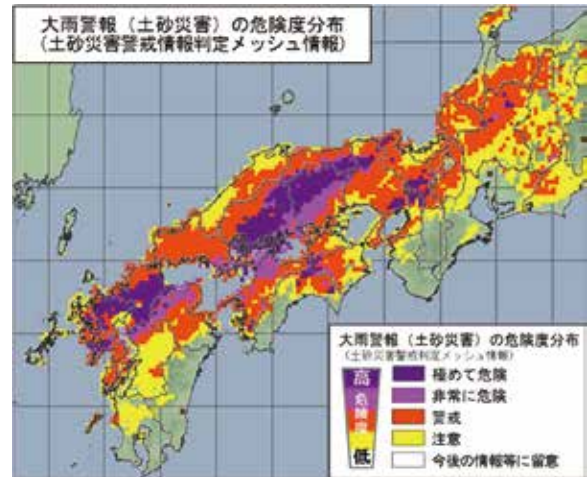 大雨警報（土砂災害）の危険度分布
（土砂災害警戒情報判定メッシュ情報）
大雨警報（土砂災害）の危険度分布
（土砂災害警戒判定メッシュ情報）
高
危険度
低
極めて危険
非常に危険
警戒
注意
今後の情報等に留意